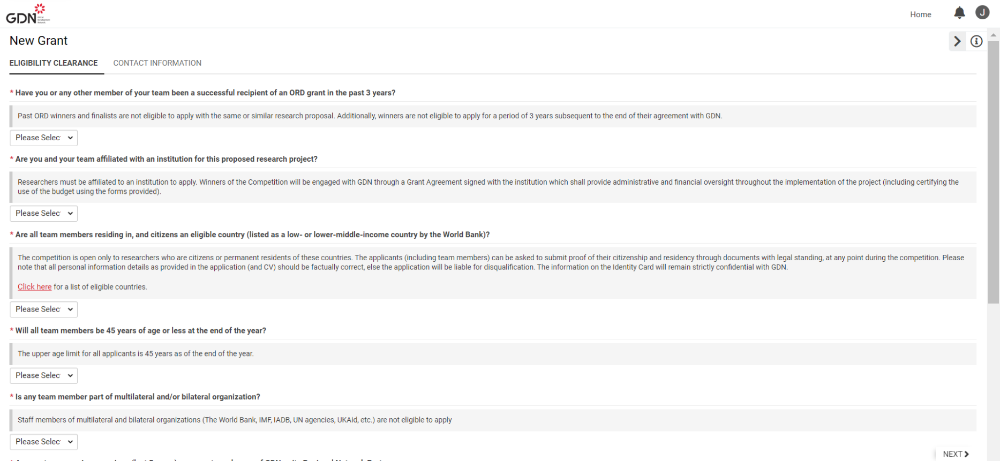 GDN
Global
Development
Network
Home
J
New Grant
ELIGIBILITY CLEARANCE CONTACT INFORMATION
* Have you or any other member of your team been a successful recipient of an ORD grant in the past 3 years?
Past ORD winners and finalists are not eligible to apply with the same or similar research proposal. Additionally, winners are not eligible to apply for a period of 3 years subsequent to the end of their agreement with GDN.
Please Selec
* Are you and your team affiliated with an institution for this proposed research project?
Researchers must be affiliated to an institution to apply. Winners of the Competition will be engaged with GDN through a Grant Agreement signed with the institution which shall provide administrative and financial oversight throughout the implementation of the project (including certifying the
use of the budget using the forms provided).
Please Selec
* Are all team members residing in, and citizens an eligible country (listed as a low- or lower-middle-income country by the World Bank)?
The competition is open only to researchers who are citizens or permanent residents of these countries. The applicants (including team members) can be asked to submit proof of their citizenship and residency through documents with legal standing, at any point during the competition. Please
note that all personal information details as provided in the application (and CV) should be factually correct, else the application will be liable for disqualification. The information on the Identity Card will remain strictly confidential with GDN.
Click here for a list of eligible countries.
Please Selec
* Will all team members be 45 years of age or less at the end of the year?
The upper age limit for all applicants is 45 years as of the end of the year.
Please Selec
* Is any team member part of multilateral and/or bilateral organization?
Staff members of multilateral and bilateral organizations (The World Bank, IMF, IADB, UN agencies, UKAid, etc.) are not eligible to apply
Please Selec
NEXT